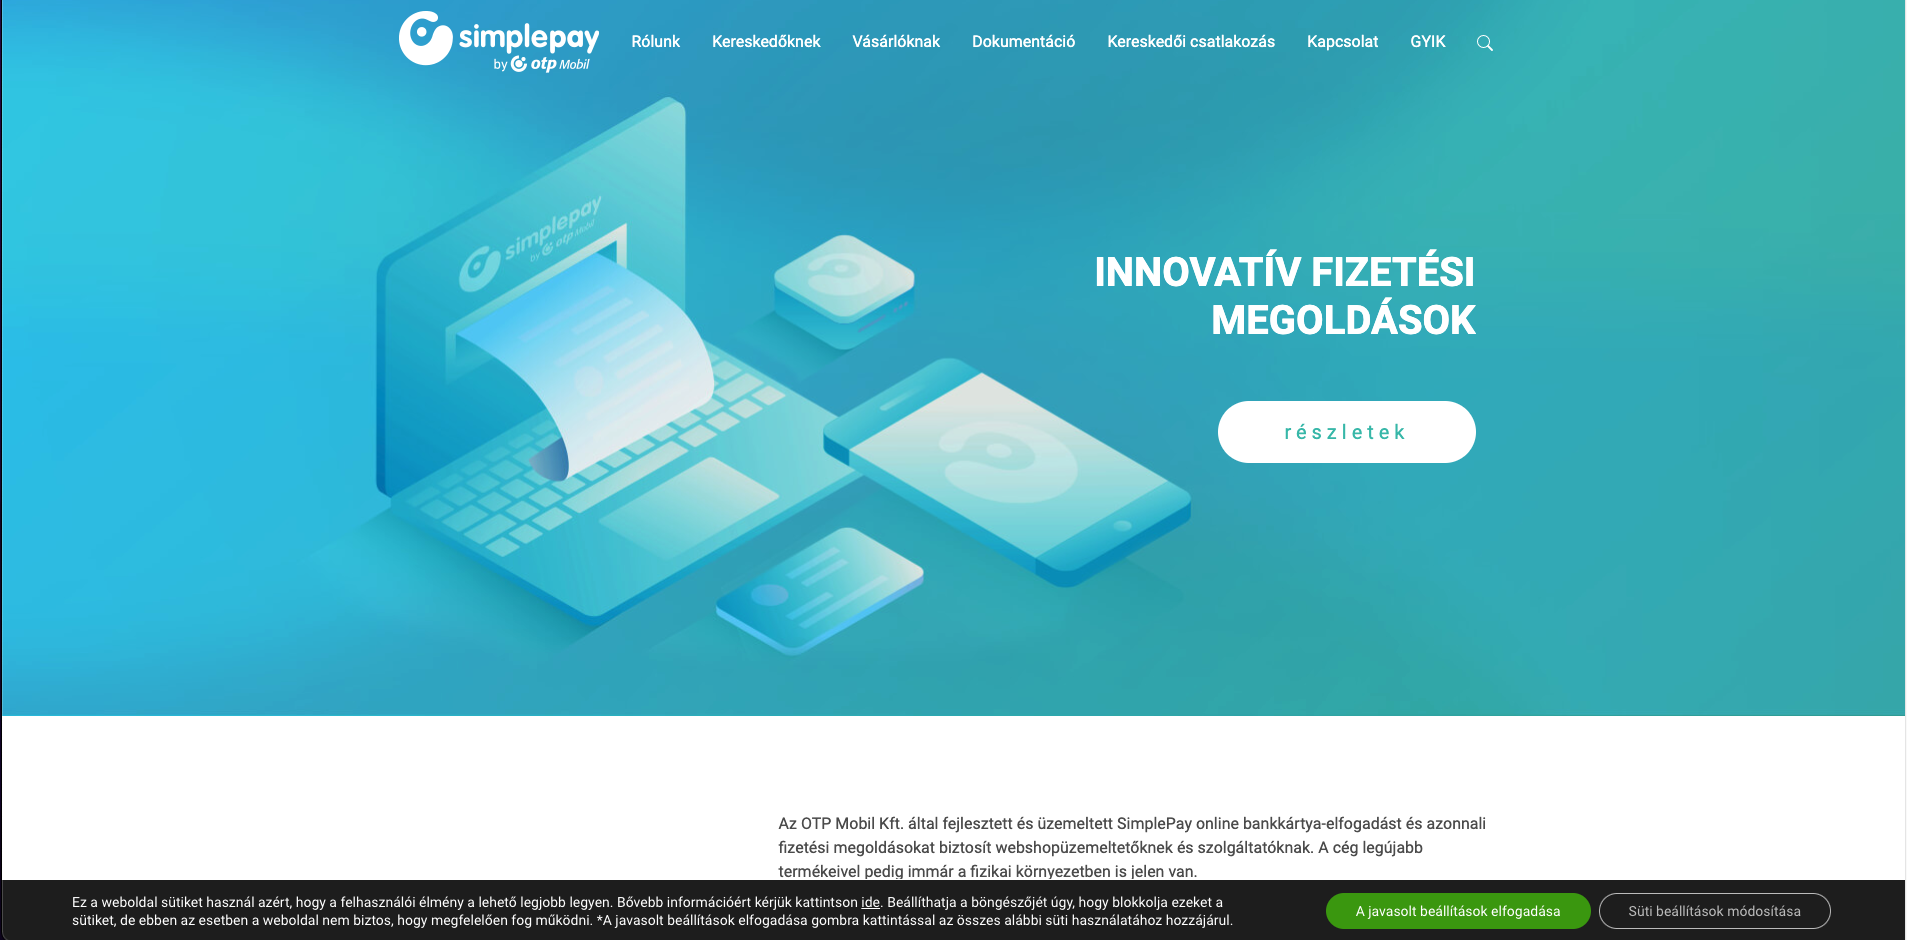 simplepay
by otp Mobil
Rólunk
Kereskedőknek
Vásárlóknak
Dokumentáció
Kereskedői csatlakozás
Kapcsolat
GYIK
simplepay
by otp Mobil
INNOVATÍV FIZETÉSI
MEGOLDÁSOK
részletek
Az OTP Mobil Kft. által fejlesztett és üzemeltett SimplePay online bankkártya-elfogadást és azonnali
fizetési megoldásokat biztosít webshopüzemeltetőknek és szolgáltatóknak. A cég legújabb
termékeivel pedig immár a fizikai környezetben is jelen van.
Ez a weboldal sütiket használ azért, hogy a felhasználói élmény a lehető legjobb legyen. Bővebb információért kérjük kattintson ide. Beállíthatja a böngészőjét úgy, hogy blokkolja ezeket a
sütiket, de ebben az esetben a weboldal nem biztos, hogy megfelelően fog működni. *A javasolt beállítások elfogadása gombra kattintással az összes alábbi süti használatához hozzájárul.
A javasolt beállítások elfogadása
Süti beállítások módosítása